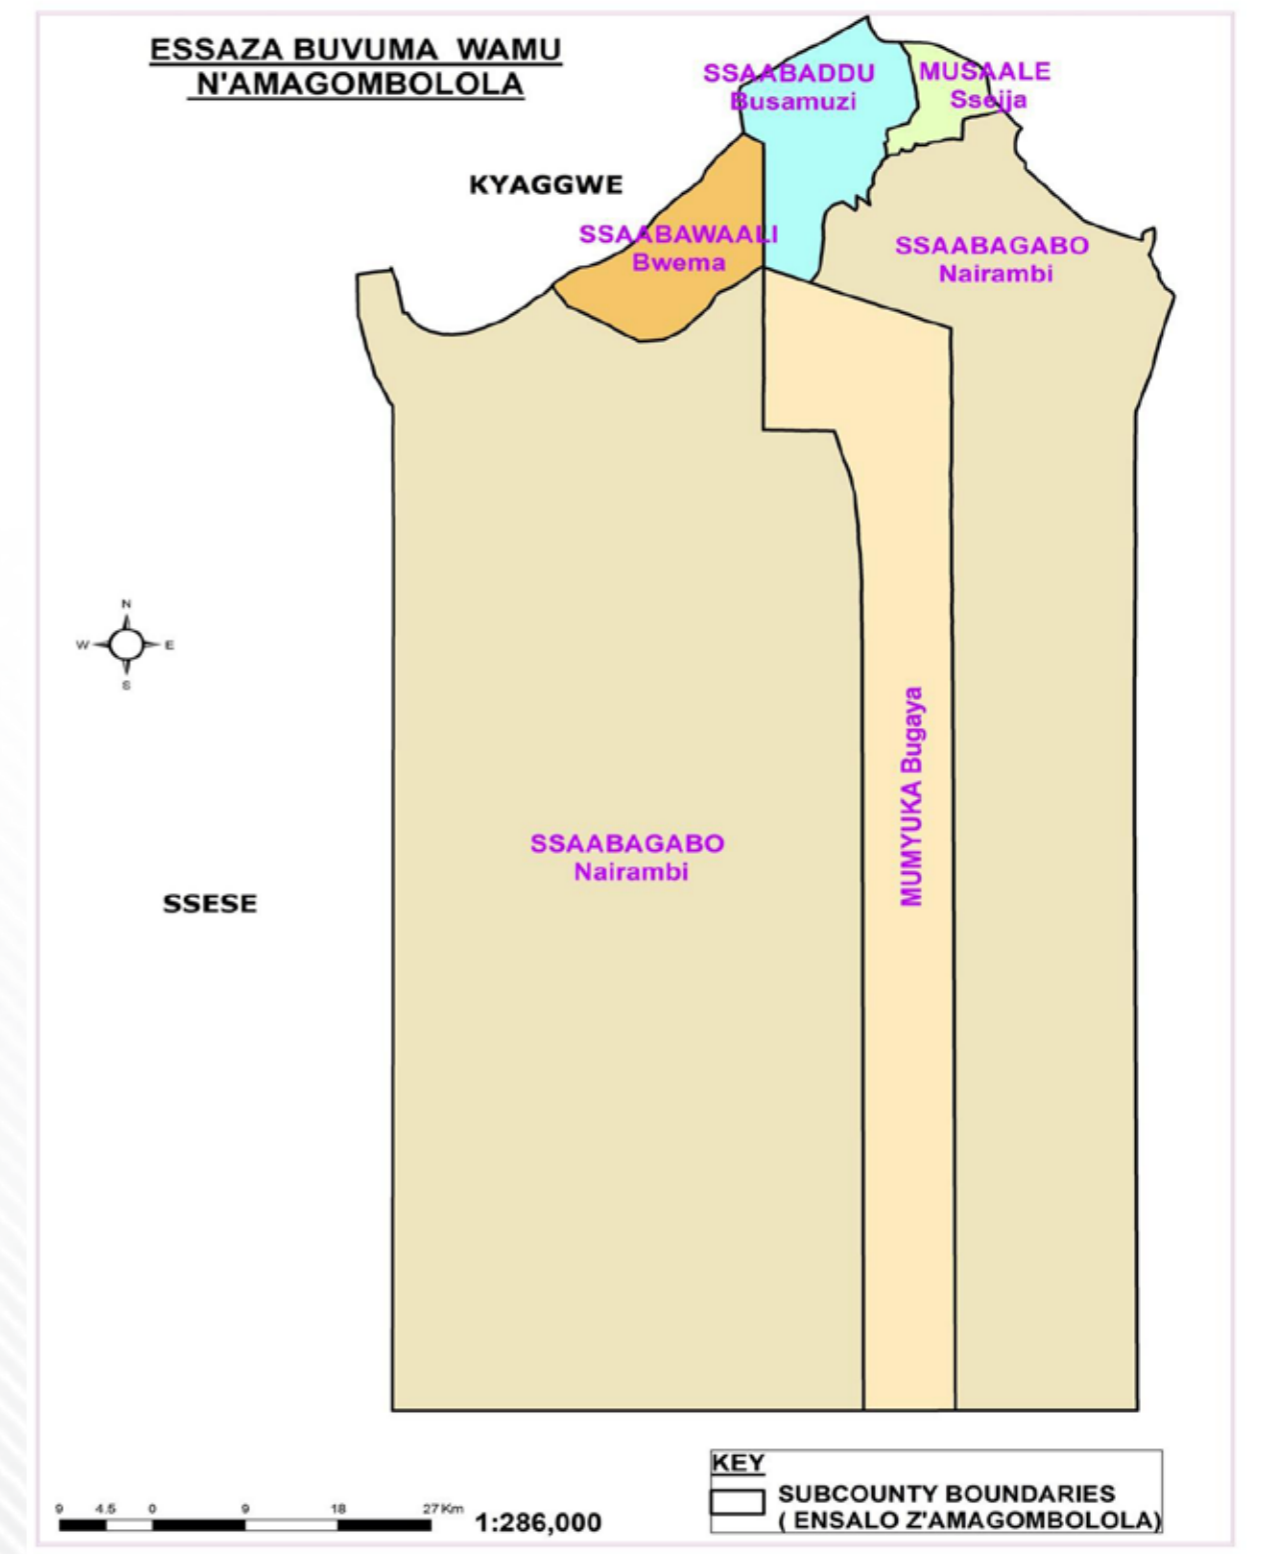 ESSAZA BUVUMA WAMU
N'AMAGOMBOLOLA
SSAABADDU
Busamuzi
MUSAALE
Sseija
KYAGGWE
SSAABAWAALI
Bwema
SSAABAGABO
Nairambi
N
W E
S
MUMYUKA Bugaya
SSAABAGABO
Nairambi
SSESE
KEY
SUBCOUNTY BOUNDARIES
( ENSALO Z'AMAGOMBOLOLA)
9 4.5 0 9 18 27 Km
1:286,000